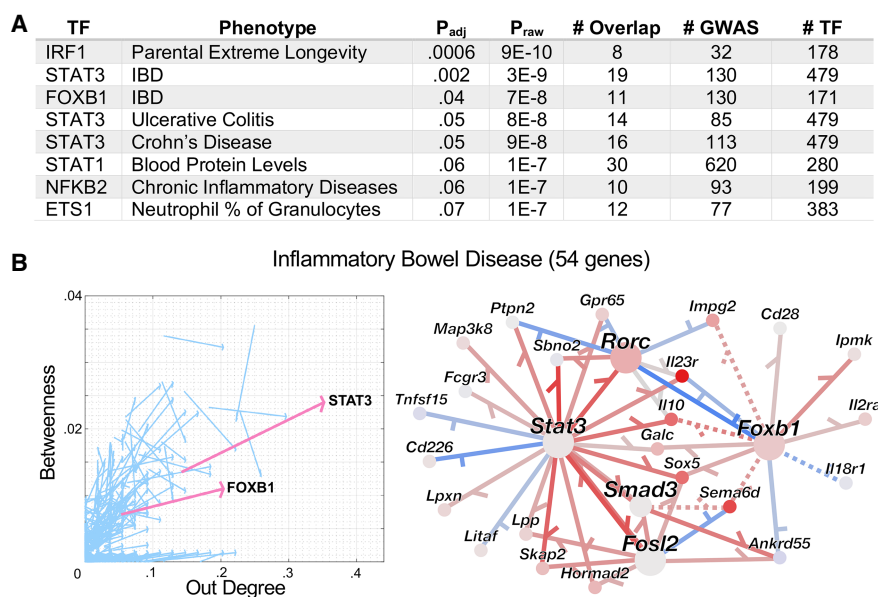 A
TF Phenotype Padj Praw # Overlap # GWAS # TF
IRF1 Parental Extreme Longevity .0006 9E-10 8 32 178
STAT3 IBD .002 3E-9 19 130 479
FOXB1 IBD .04 7E-8 11 130 171
STAT3 Ulcerative Colitis .05 8E-8 14 85 479
STAT3 Crohn's Disease .05 9E-8 16 113 479
STAT1 Blood Protein Levels .06 1E-7 30 620 280
NFKB2 Chronic Inflammatory Diseases .06 1E-7 10 93 199
ETS1 Neutrophil % of Granulocytes .07 1E-7 12 77 383
B
Inflammatory Bowel Disease (54 genes)
Betweenness
.04
.02
0
0 .1 .2 .3 .4
Out Degree
STAT3
FOXB1
Ptpn2
Gpr65
Impg2
Cd28
Map3k8
Sbno2
Rorc
Il23r
Ipmk
Fcgr3
Tnfsf15
Stat3
Il10
Foxb1
Il2ra
Galc
Cd226
Sox5
Il18r1
Lpxn
Smad3
Sema6d
Litaf
Lpp
Fosl2
Ankrd55
Skap2
Hormad2